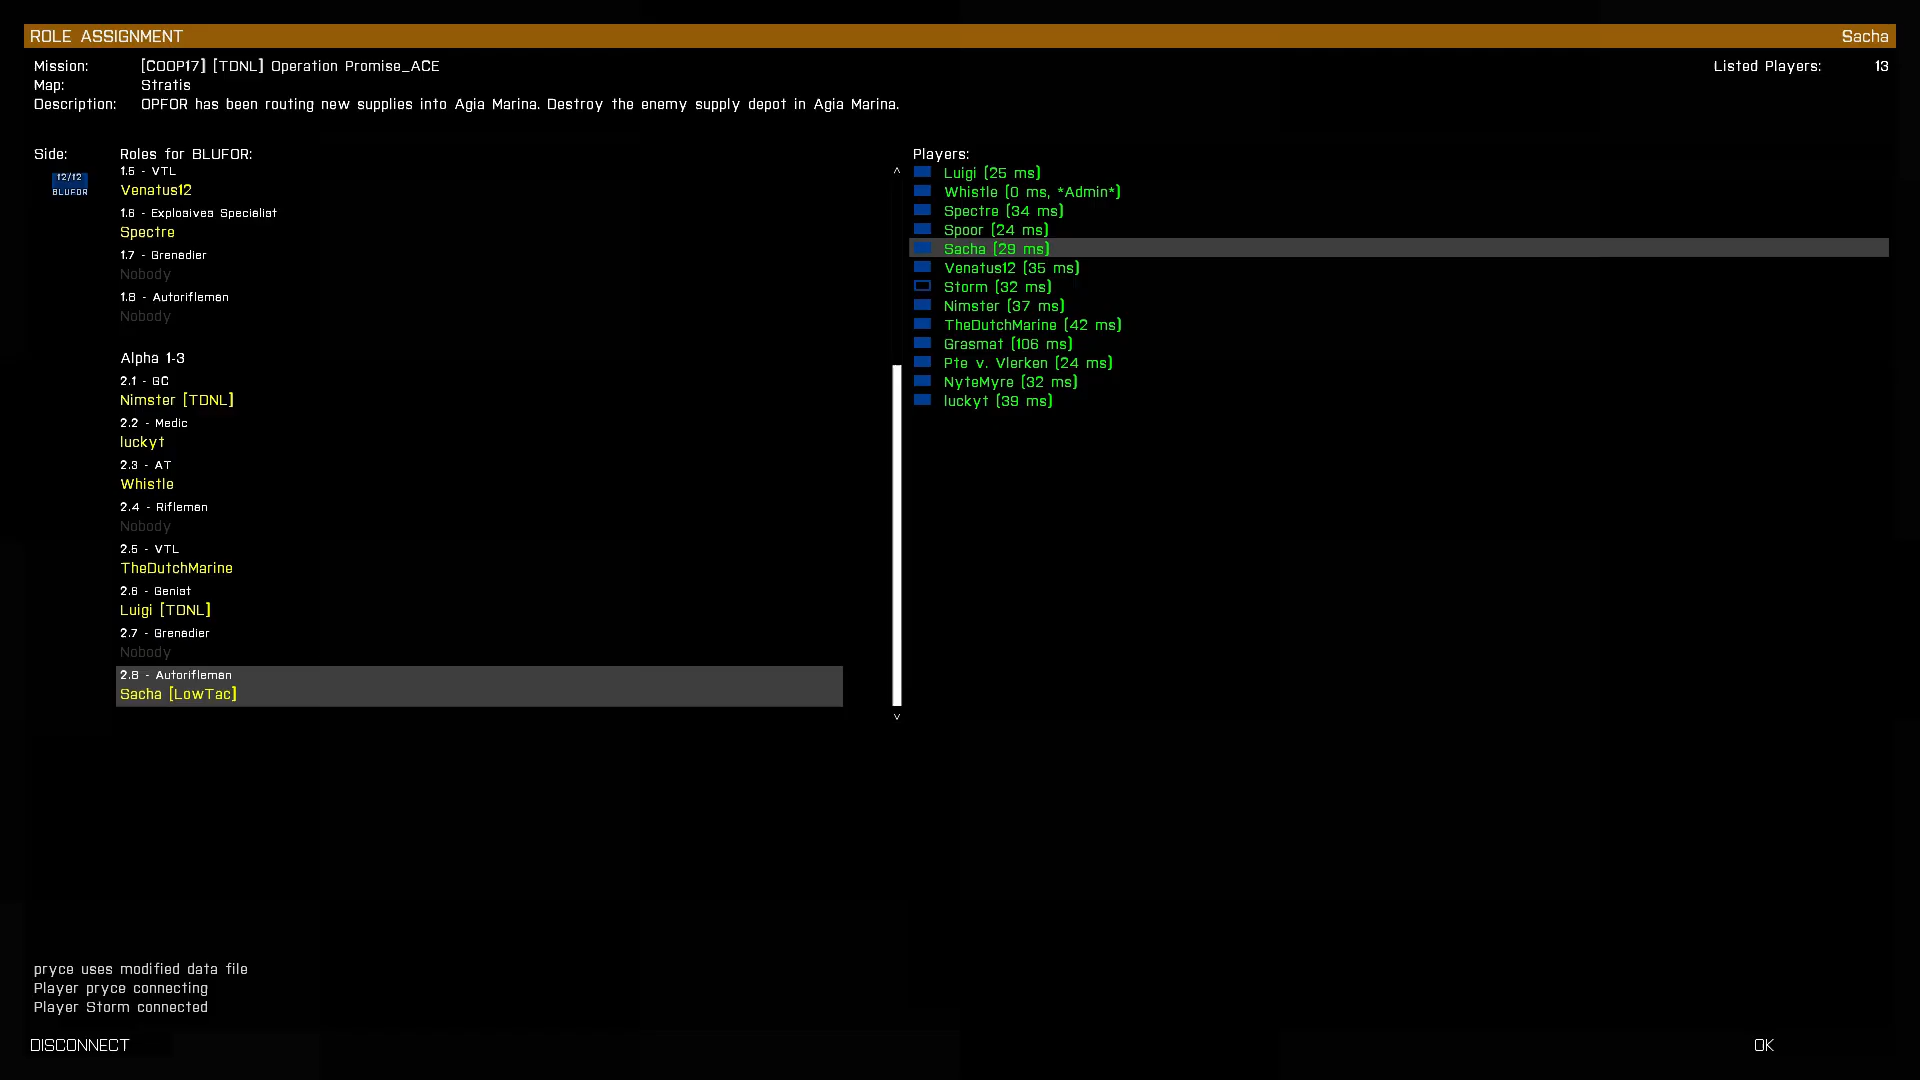 ROLE ASSIGNMENT Sacha
Mission: [COOP17] [TDNL] Operation Promise_ACE Listed Players: 13
Map: Stratis
Description: OPFOR has been routing new supplies into Agia Marina. Destroy the enemy supply depot in Agia Marina.
Side: Roles for BLUFOR:
12/12
BLUFOR
1.5 - VTL
Venatus12
1.6 - Explosives Specialist
Spectre
1.7 - Grenadier
Nobody
1.8 - Autorifleman
Nobody
Alpha 1-3
2.1 - GC
Nimster [TDNL]
2.2 - Medic
luckyt
2.3 - AT
Whistle
2.4 - Rifleman
Nobody
2.5 - VTL
TheDutchMarine
2.6 - Genist
Luigi [TDNL]
2.7 - Grenadier
Nobody
2.8 - Autorifleman
Sacha [LowTac]
Players:
Luigi (25 ms)
Whistle (0 ms, *Admin*)
Spectre (34 ms)
Spoor (24 ms)
Sacha (29 ms)
Venatus12 (35 ms)
Storm (32 ms)
Nimster (37 ms)
TheDutchMarine (42 ms)
Grasmat (106 ms)
Pte v. Vlerken (24 ms)
NyteMyre (32 ms)
luckyt (39 ms)
pryce uses modified data file
Player pryce connecting
Player Storm connected
DISCONNECT OK